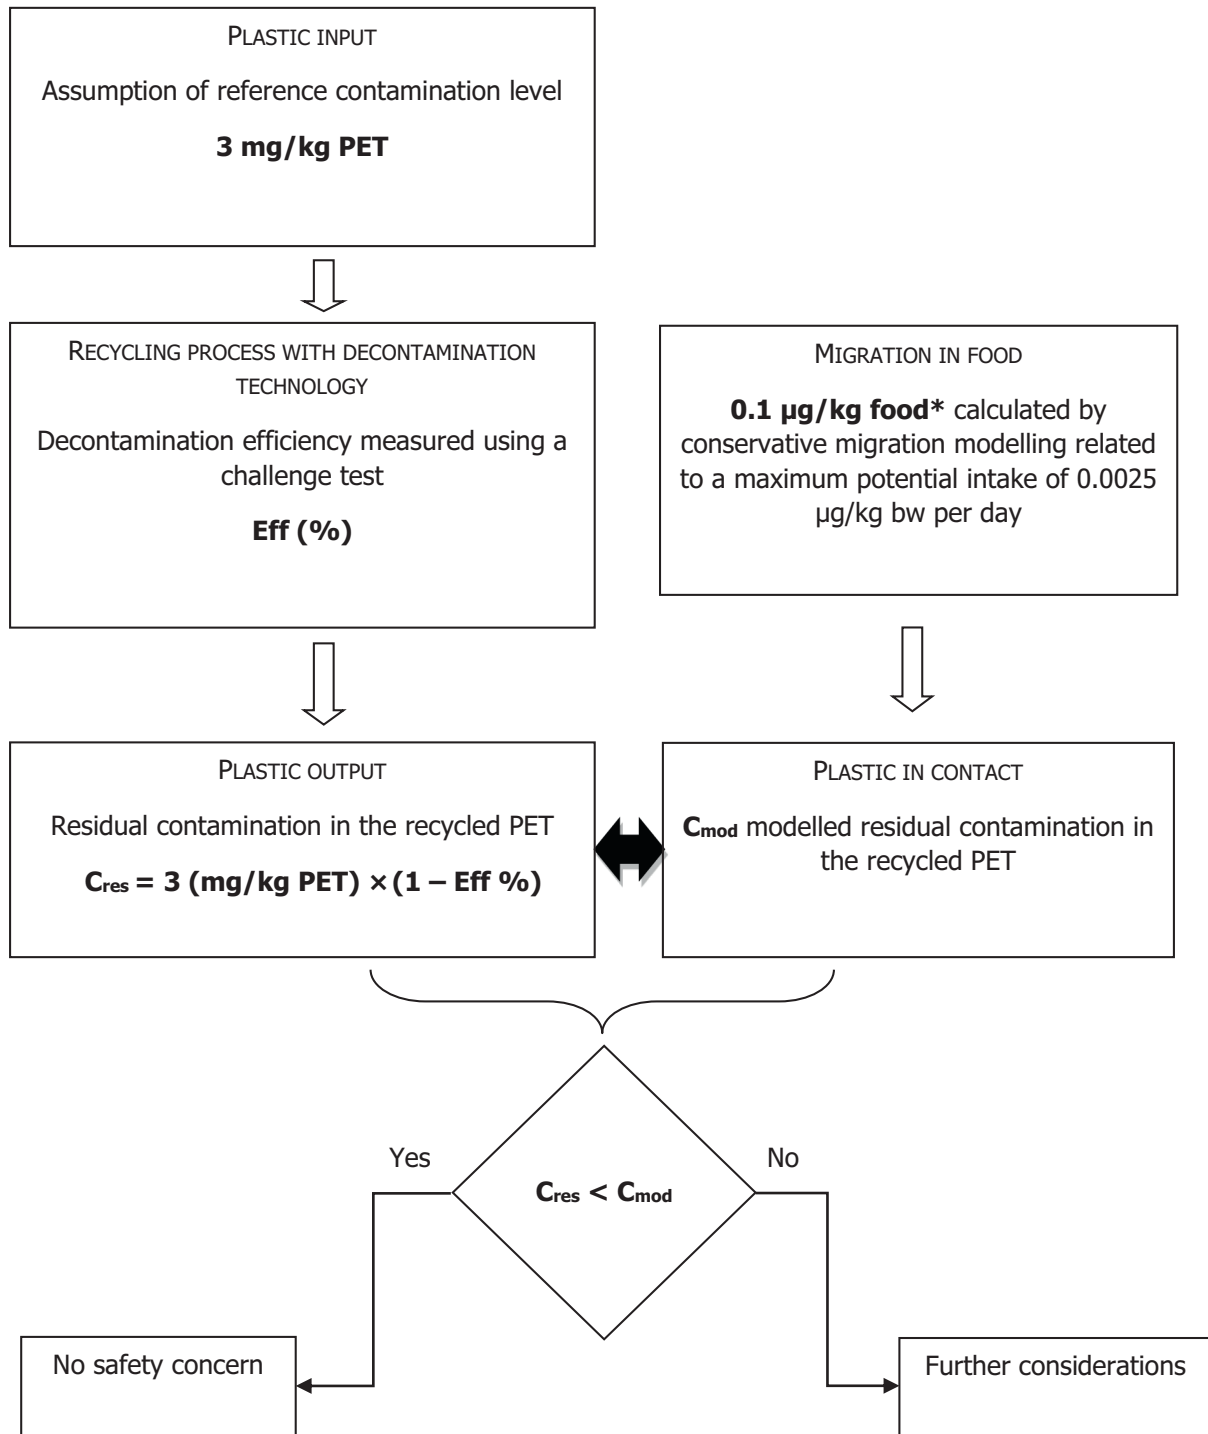 PLASTIC INPUT
Assumption of reference contamination level
3 mg/kg PET
RECYCLING PROCESS WITH DECONTAMINATION
TECHNOLOGY
Decontamination efficiency measured using a
challenge test
Eff (%)
MIGRATION IN FOOD
0.1 µg/kg food* calculated by
conservative migration modelling related
to a maximum potential intake of 0.0025
µg/kg bw per day
PLASTIC OUTPUT
Residual contamination in the recycled PET
Cres = 3 (mg/kg PET) × (1 – Eff %)
PLASTIC IN CONTACT
Cmod modelled residual contamination in
the recycled PET
Yes
No
Cres < Cmod
No safety concern
Further considerations